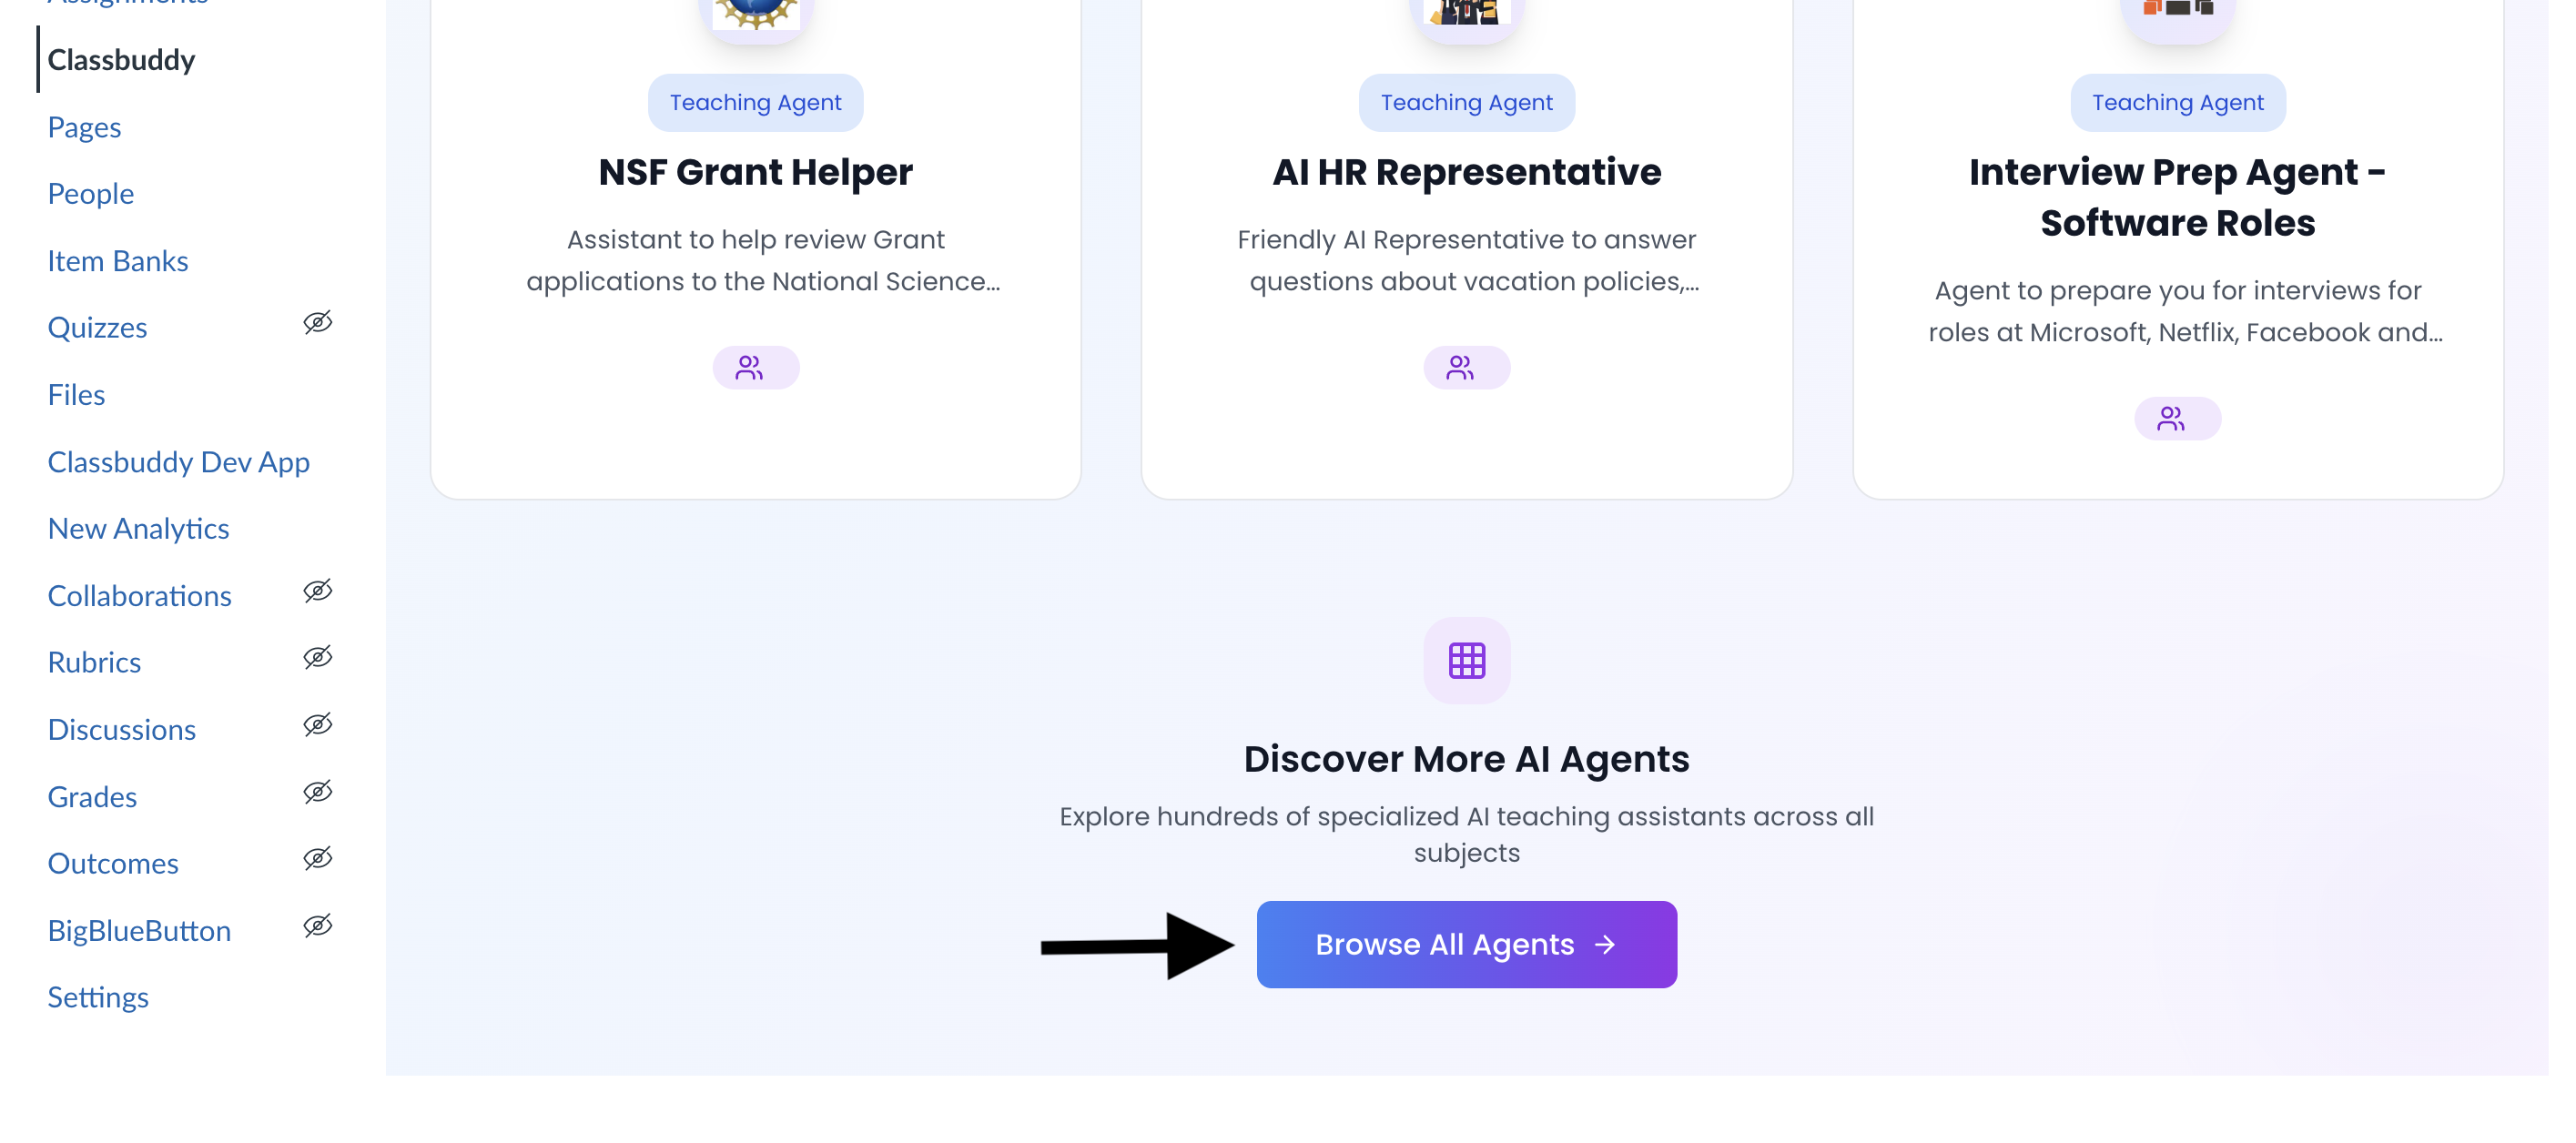 Assignments
Classbuddy
Pages
People
Item Banks
Quizzes
Files
Classbuddy Dev App
New Analytics
Collaborations
Rubrics
Discussions
Grades
Outcomes
BigBlueButton
Settings
Teaching Agent
NSF Grant Helper
Assistant to help review Grant
applications to the National Science...
Teaching Agent
AI HR Representative
Friendly AI Representative to answer
questions about vacation policies,...
Teaching Agent
Interview Prep Agent -
Software Roles
Agent to prepare you for interviews for
roles at Microsoft, Netflix, Facebook and...
Discover More AI Agents
Explore hundreds of specialized AI teaching assistants across all
subjects
Browse All Agents →